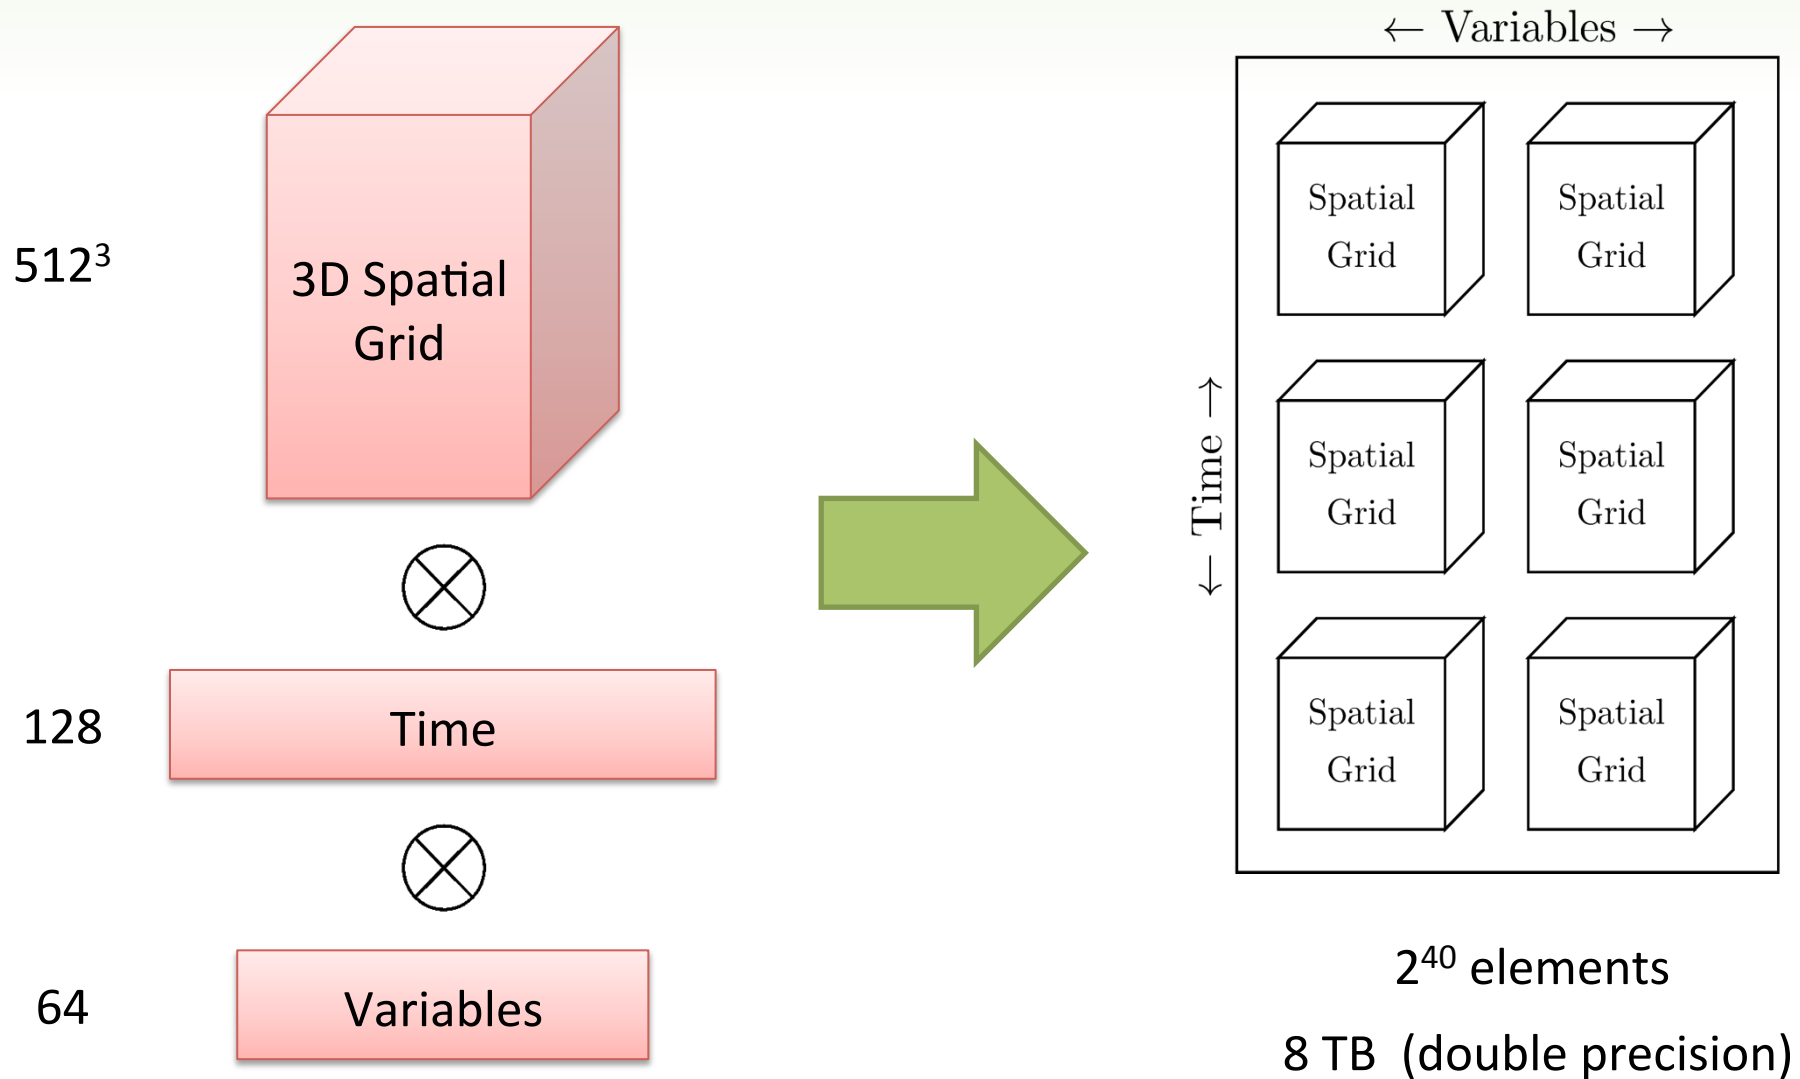 512³
3D Spatial
Grid
128
Time
64
Variables
← Variables →
← Time →
Spatial
Grid
Spatial
Grid
Spatial
Grid
Spatial
Grid
Spatial
Grid
Spatial
Grid
2⁴⁰ elements
8 TB (double precision)